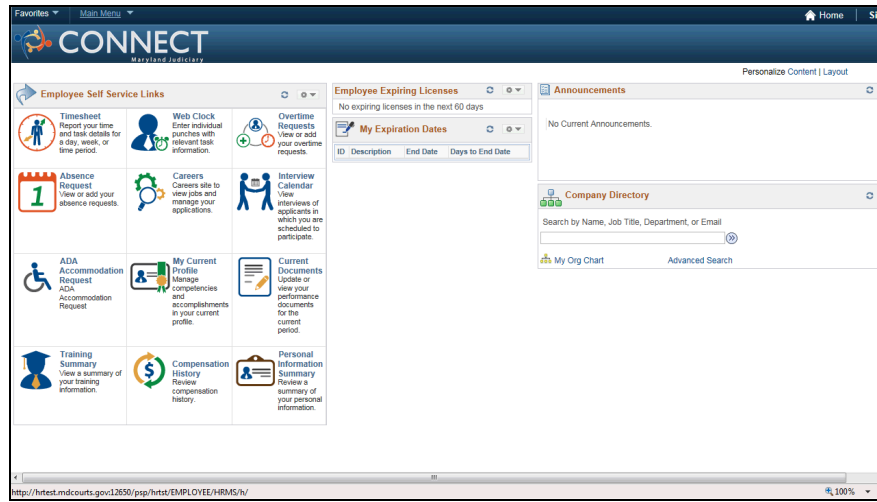 Favorites Main Menu Home
CONNECT
Maryland Judiciary
Personalize Content | Layout
Employee Self Service Links
Timesheet
Report your time
and task details for
a day, week, or
time period.
Web Clock
Enter individual
punches with
relevant task
information.
Overtime
Requests
View or add
your overtime
requests.
Absence
Request
View or add your
absence requests.
1
Careers
Careers site to
view jobs and
manage your
applications.
Interview
Calendar
View
interviews of
applicants in
which you are
scheduled to
participate.
ADA
Accommodation
Request
ADA
Accommodation
Request
My Current
Profile
Manage
competencies
and
accomplishments
in your current
profile.
Current
Documents
Update or
view your
performance
documents
for the
current
period.
Training
Summary
View a summary of
your training
information.
$
Compensation
History
Review
compensation
history.
Personal
Information
Summary
Review a
summary of
your personal
information.
Employee Expiring Licenses
No expiring licenses in the next 60 days
My Expiration Dates
ID Description End Date Days to End Date
Announcements
No Current Announcements.
Company Directory
Search by Name, Job Title, Department, or Email
My Org Chart Advanced Search
http://hrtest.mdcourts.gov:12650/psp/hrtst/EMPLOYEE/HRMS/h/ 100%